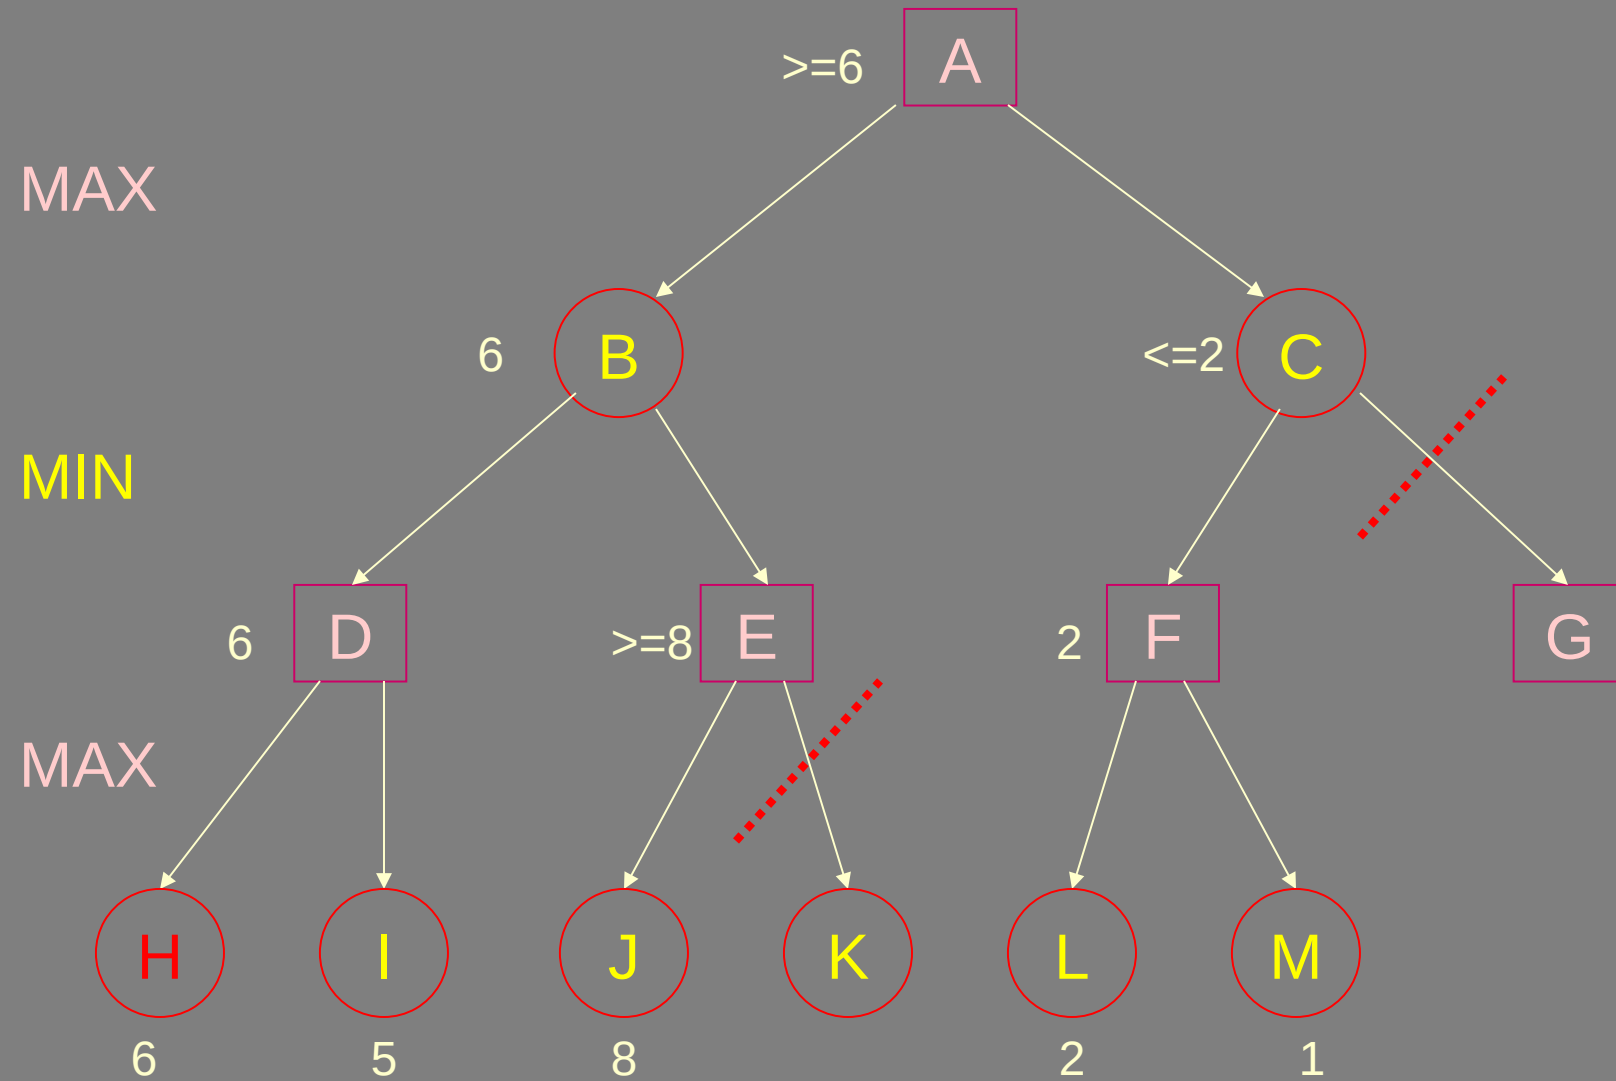 >=6 A
MAX
6 B <=2 C
MIN
6 D >=8 E 2 F G
MAX
H I J K L M
6 5 8 2 1